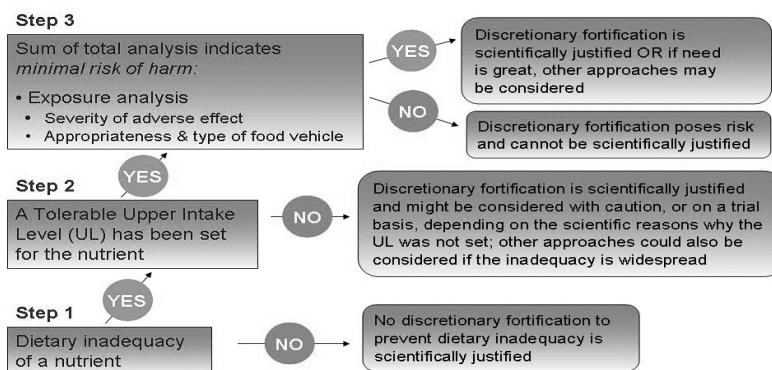 Step 3
Sum of total analysis indicates
minimal risk of harm:
• Exposure analysis
• Severity of adverse effect
• Appropriateness & type of food vehicle
YES
Discretionary fortification is
scientifically justified OR if need
is great, other approaches may
be considered
NO
Discretionary fortification poses risk
and cannot be scientifically justified
YES
Step 2
A Tolerable Upper Intake
Level (UL) has been set
for the nutrient
NO
Discretionary fortification is scientifically justified
and might be considered with caution, or on a trial
basis, depending on the scientific reasons why the
UL was not set; other approaches could also be
considered if the inadequacy is widespread
YES
Step 1
Dietary inadequacy
of a nutrient
NO
No discretionary fortification to
prevent dietary inadequacy is
scientifically justified